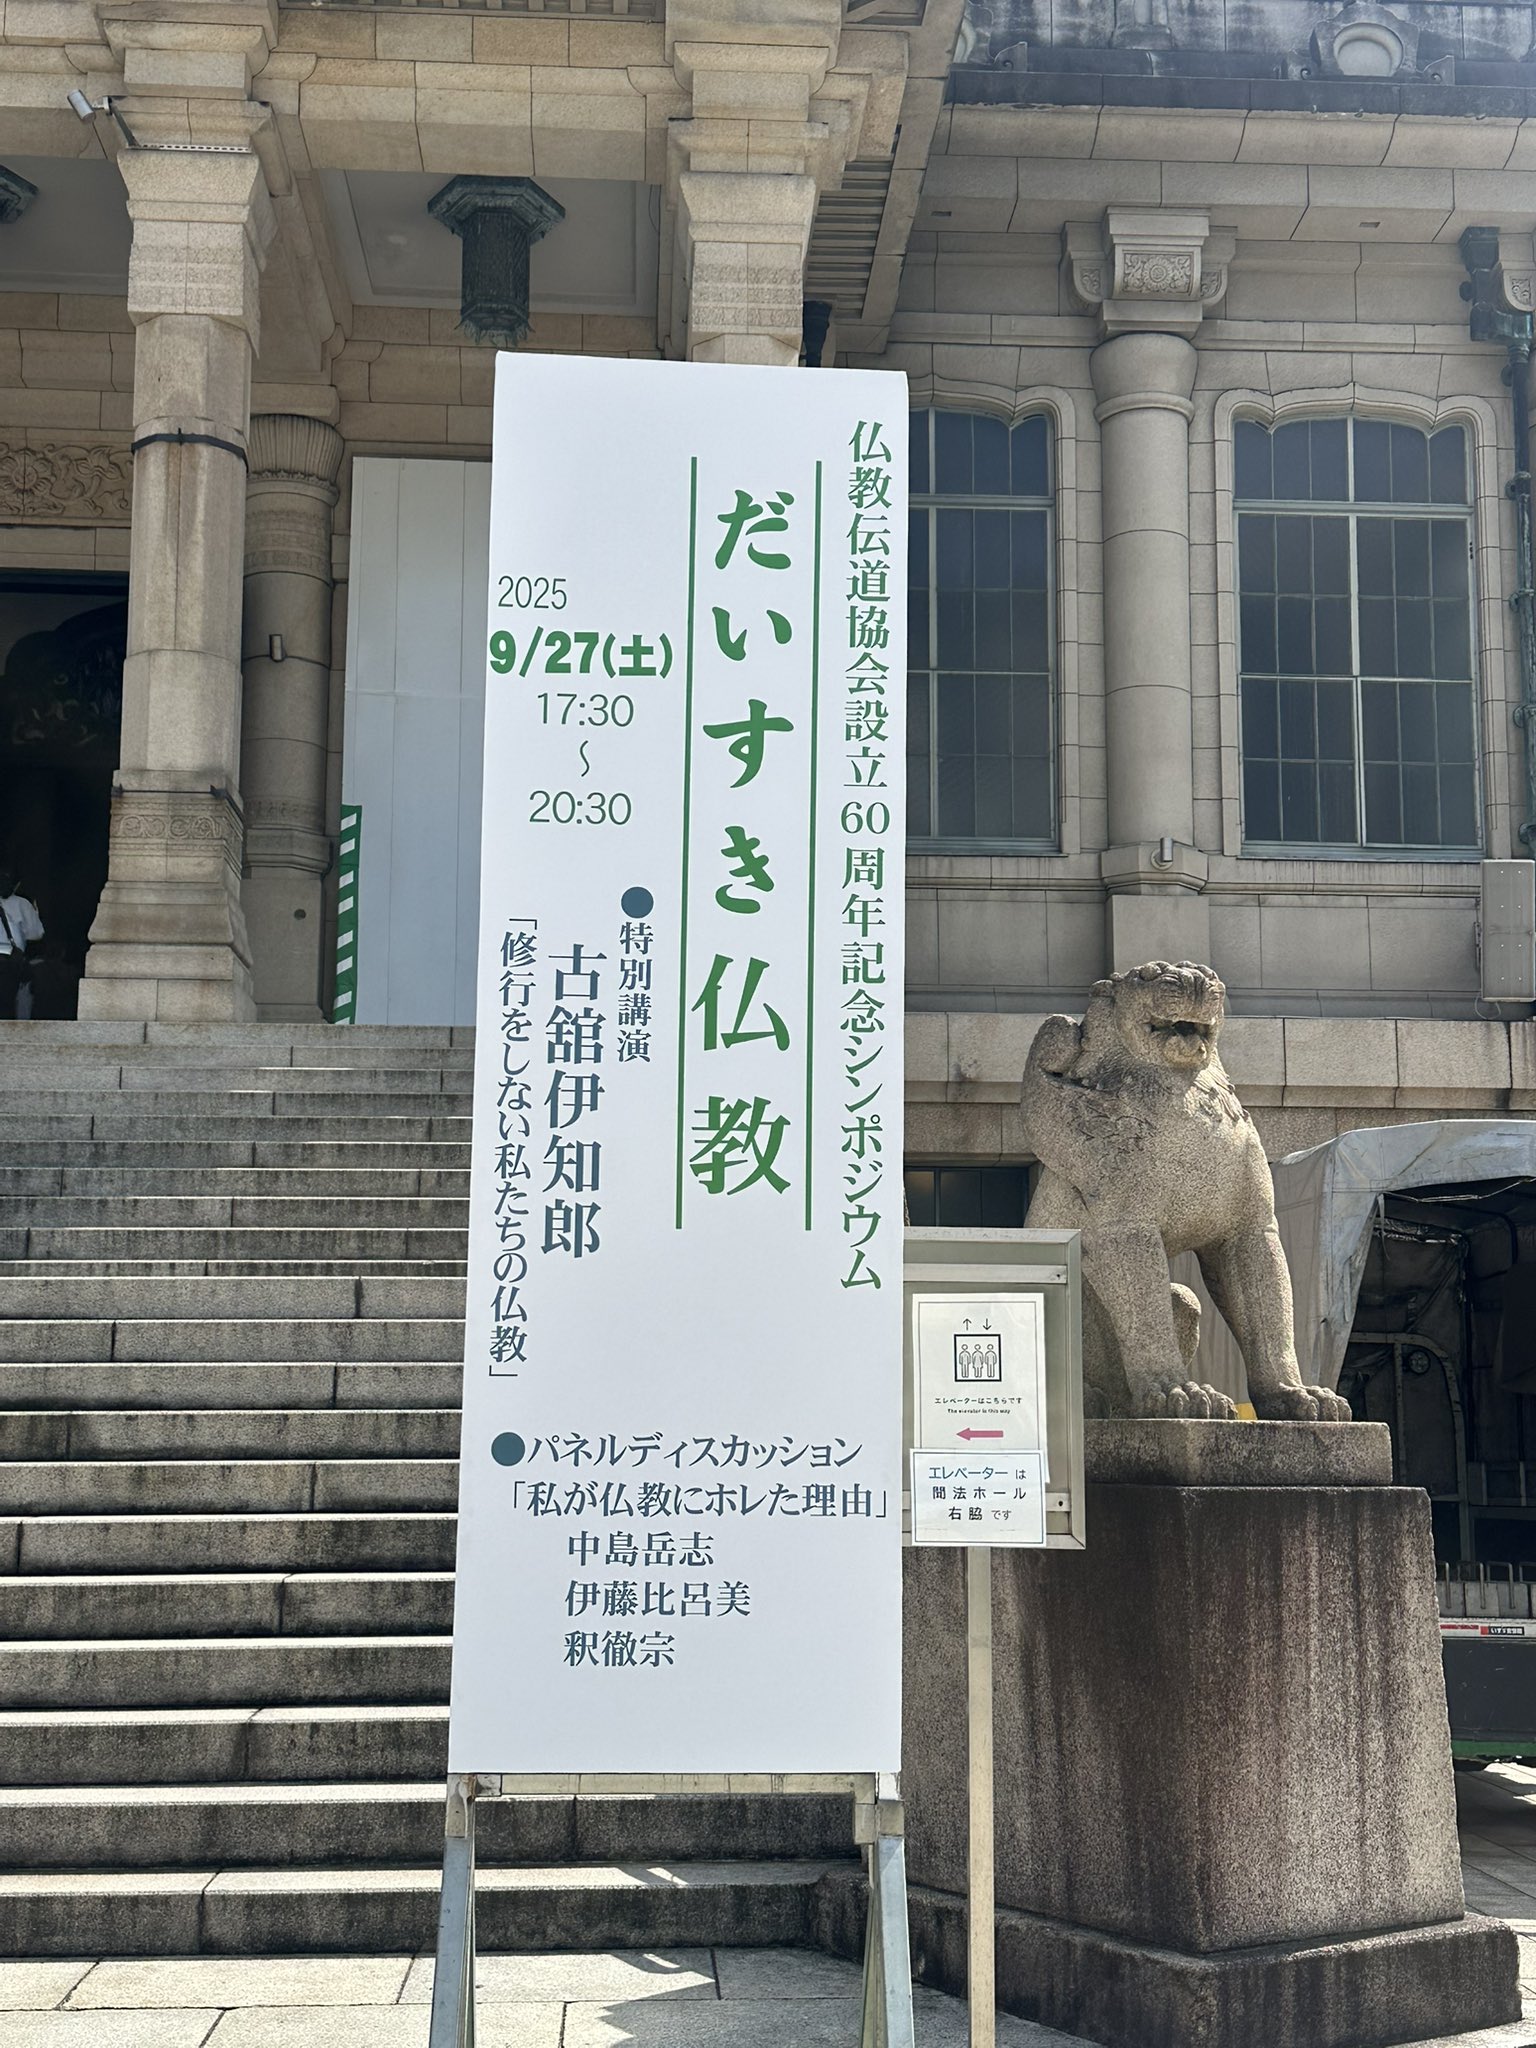 仏教伝道協会設立60周年記念シンポジウム
だいすき仏教
2025
9/27(土)
17:30
〜
20:30
●特別講演
古舘伊知郎
「修行をしない私たちの仏教」
●パネルディスカッション
「私が仏教にホレた理由」
中島岳志
伊藤比呂美
釈徹宗
↑↓
エレベーターはこちらです
The elevator is this way
←
エレベーターは
聞法ホール
右脇です